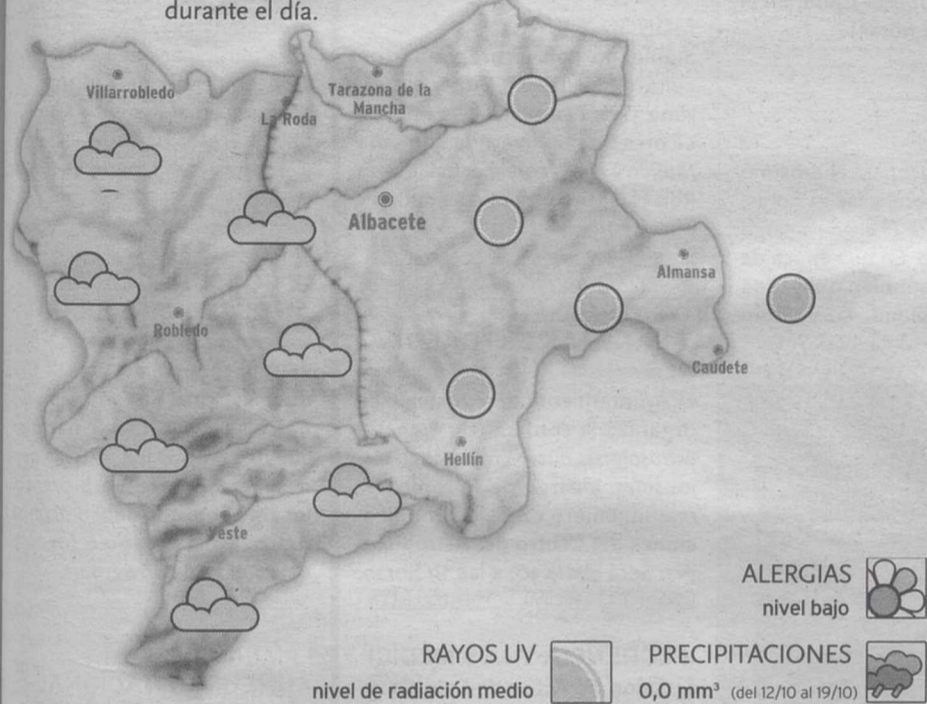 durante el día.
Villarrobledo
Tarazona de la
Mancha
La Roda
Albacete
Almansa
Robledo
Caudete
Hellín
Yeste
ALERGIAS
nivel bajo
RAYOS UV
nivel de radiación medio
PRECIPITACIONES
0,0 mm³ (del 12/10 al 19/10)